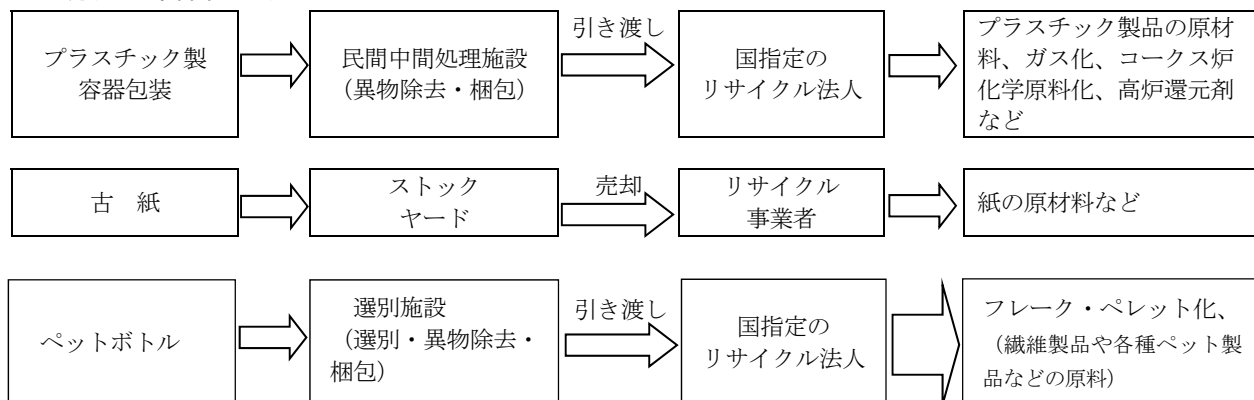 プラスチック製
容器包装
民間中間処理施設
（異物除去・梱包）
引き渡し
国指定の
リサイクル法人
プラスチック製品の原材
料、ガス化、コークス炉
化学原料化、高炉還元剤
など
古　紙
ストック
ヤード
売却
リサイクル
事業者
紙の原材料など
ペットボトル
選別施設
（選別・異物除去・
梱包）
引き渡し
国指定の
リサイクル法人
フレーク・ペレット化、
（繊維製品や各種ペット製
品などの原料）